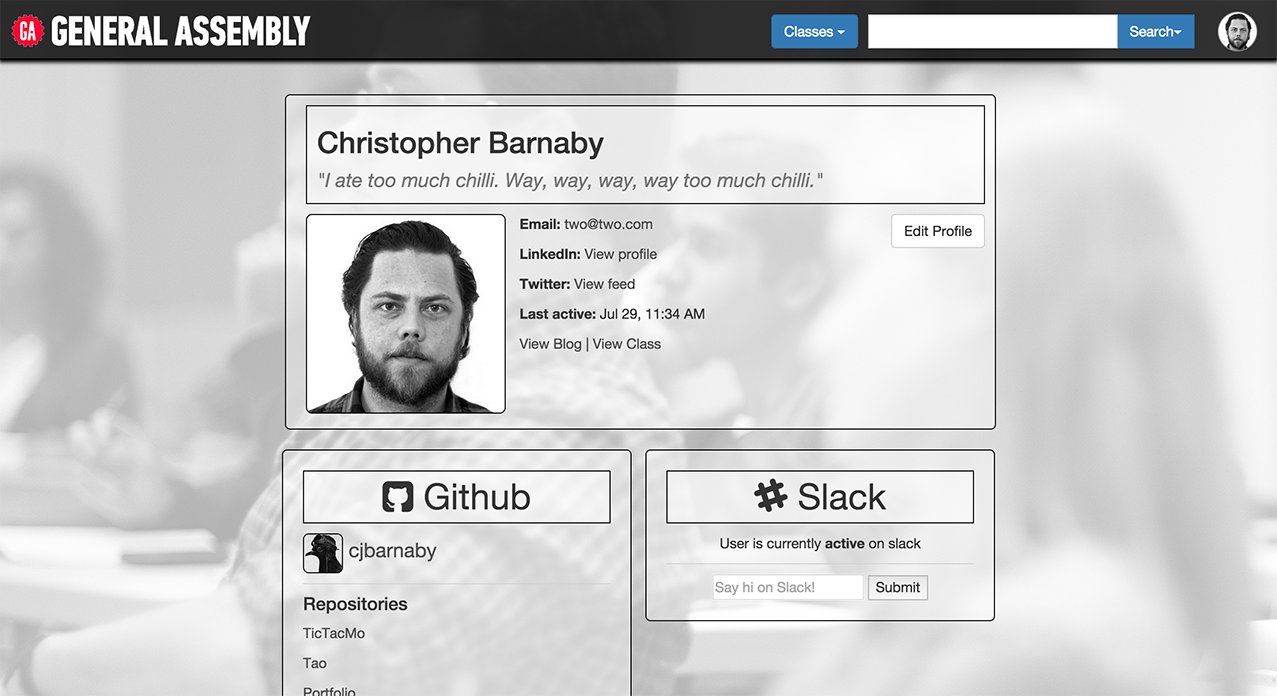 GA GENERAL ASSEMBLY
Classes
Search
Christopher Barnaby
"I ate too much chilli. Way, way, way, way too much chilli."
Email: two@two.com
Edit Profile
LinkedIn: View profile
Twitter: View feed
Last active: Jul 29, 11:34 AM
View Blog | View Class
Github
cjbarnaby
Repositories
TicTacMo
Tao
Portfolio
Slack
User is currently active on slack
Say hi on Slack!
Submit